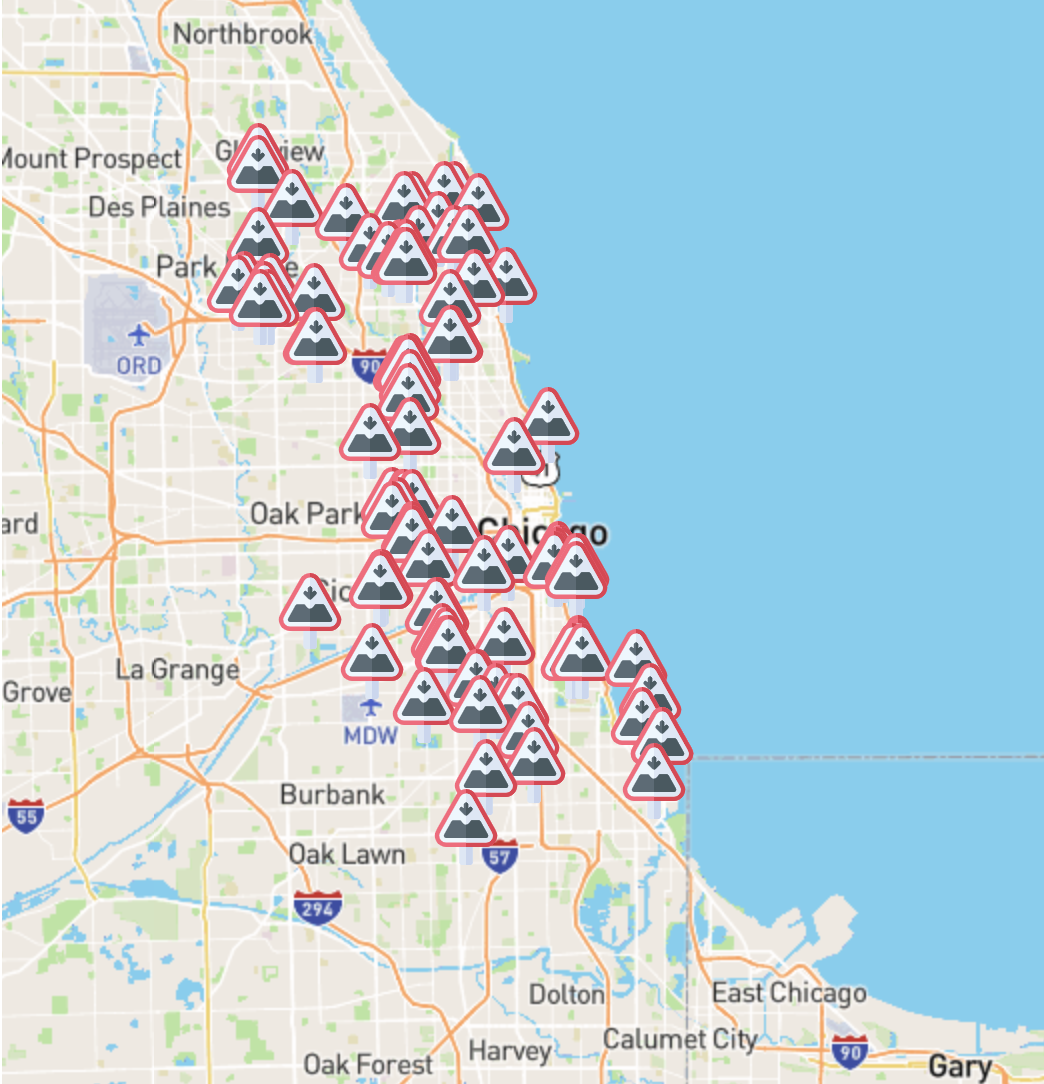 Northbrook
Mount Prospect
Des Plaines
Park
ORD
90
Oak Park
ard
Chicago
La Grange
Grove
MDW
Burbank
55
Oak Lawn
57
294
Dolton
East Chicago
Calumet City
Harvey
90
Oak Forest
Gary